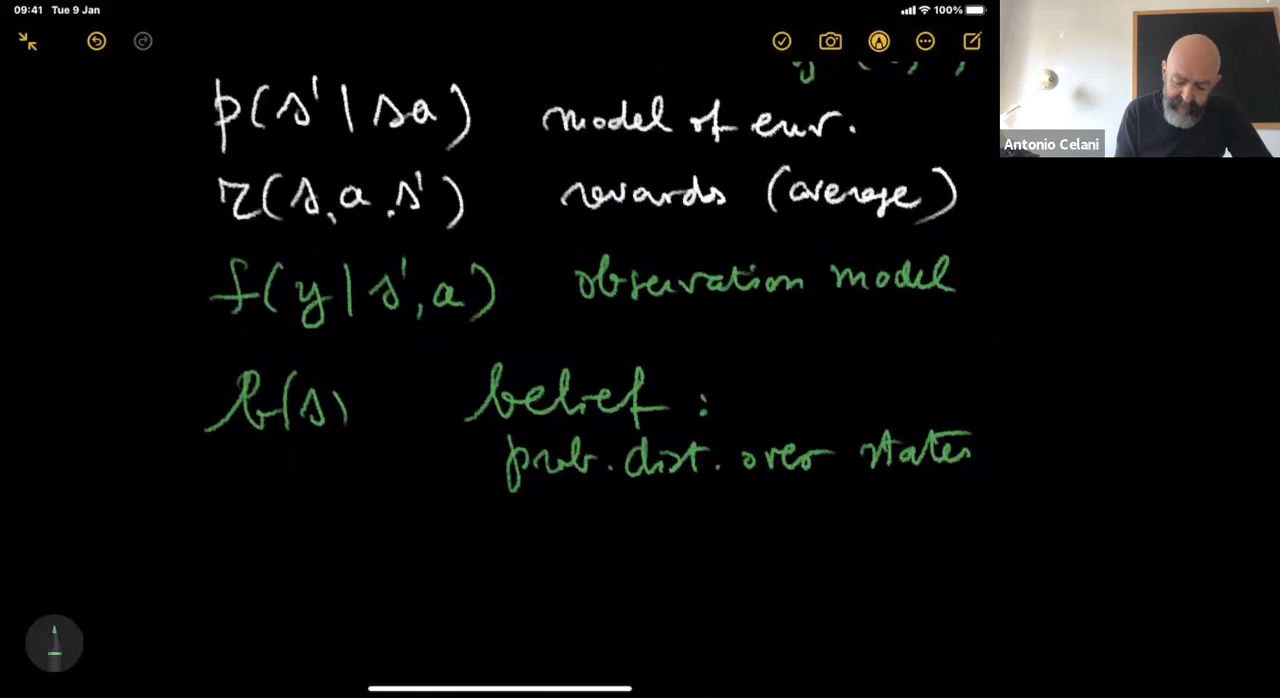 09:41 Tue 9 Jan 100%
p(s'|sa) model of env.
r(s,a,s') rewards (average)
f(y|s',a) observation model
b(s) belief:
prob. dist. over states
Antonio Celani